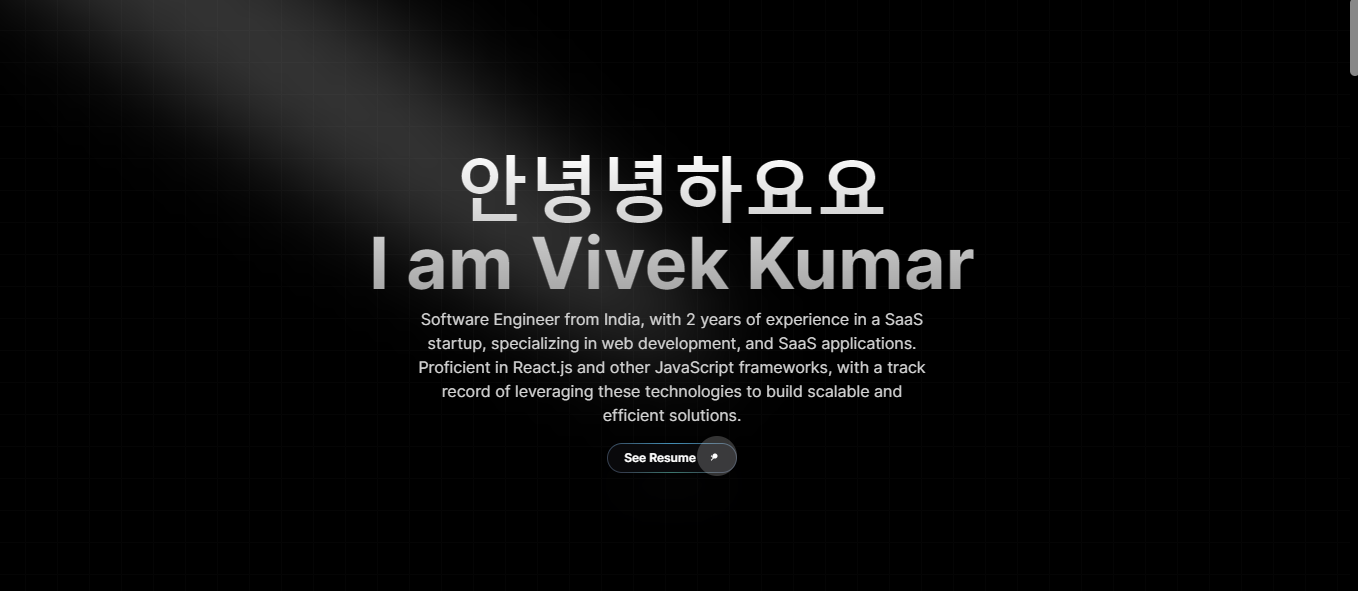 안녕녕하요요
I am Vivek Kumar
Software Engineer from India, with 2 years of experience in a SaaS
startup, specializing in web development, and SaaS applications.
Proficient in React.js and other JavaScript frameworks, with a track
record of leveraging these technologies to build scalable and
efficient solutions.
See Resume